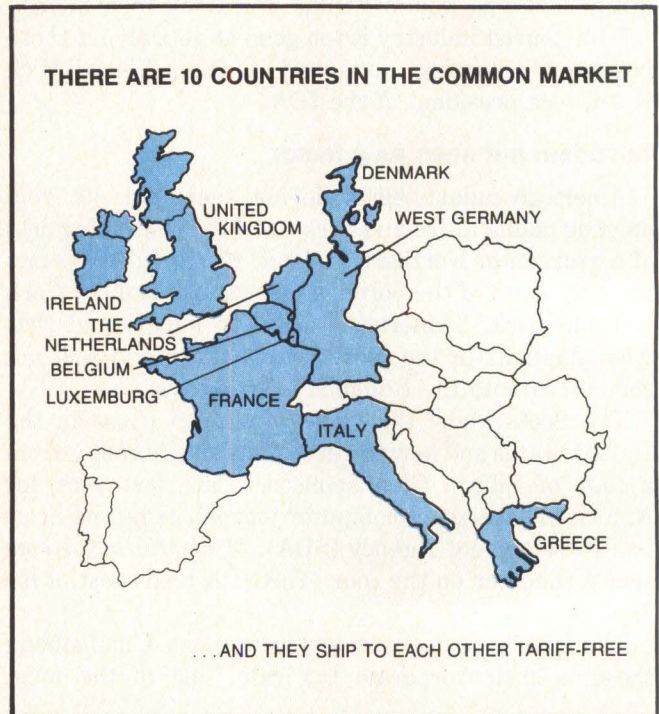 THERE ARE 10 COUNTRIES IN THE COMMON MARKET
DENMARK
UNITED
KINGDOM
WEST GERMANY
IRELAND
THE
NETHERLANDS
BELGIUM
LUXEMBURG
FRANCE
ITALY
GREECE
...AND THEY SHIP TO EACH OTHER TARIFF-FREE